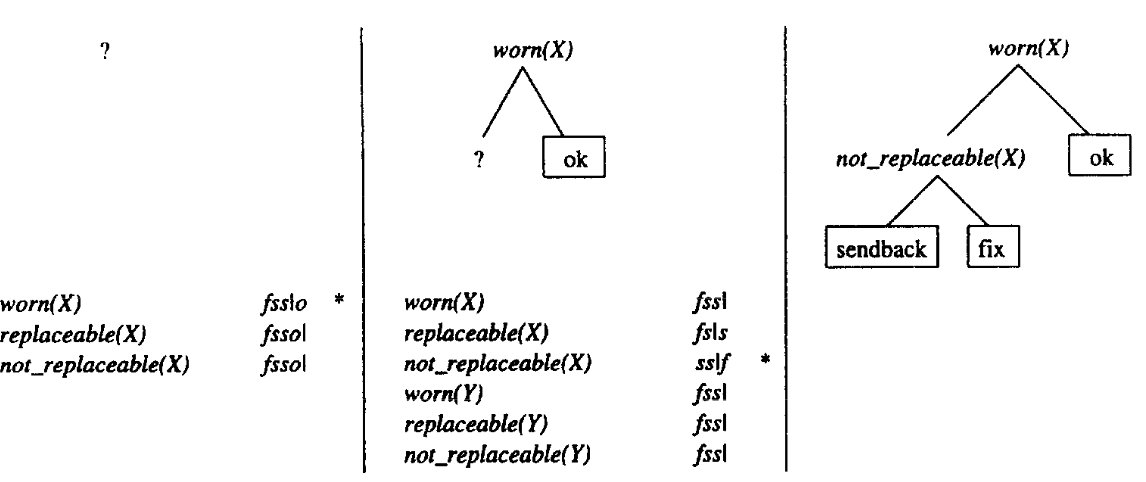 ?
worn(X) fss|o *
replaceable(X) fsso|
not_replaceable(X) fsso|
worn(X)
? ok
worn(X) fss|
replaceable(X) fs|s
not_replaceable(X) ss|f *
worn(Y) fss|
replaceable(Y) fss|
not_replaceable(Y) fss|
worn(X)
not_replaceable(X) ok
sendback fix